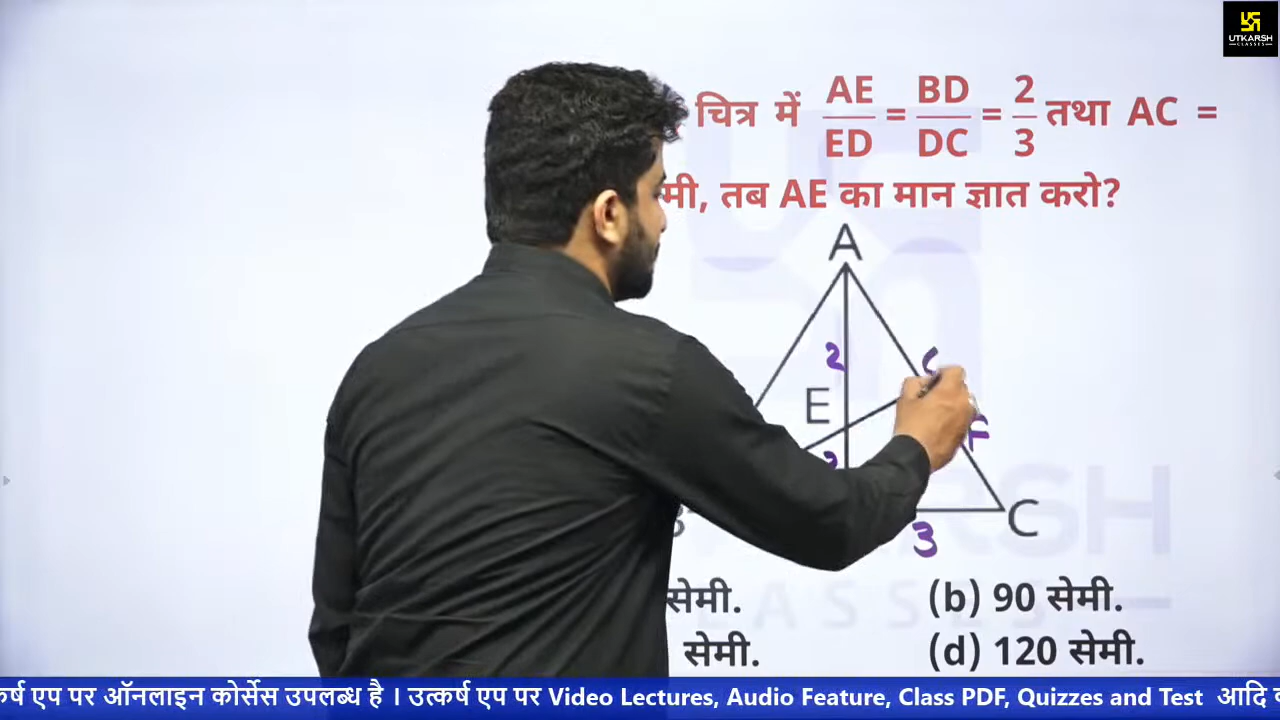 UTKARSH
CLASSES
चित्र में AE/ED = BD/DC = 2/3 तथा AC =
मी, तब AE का मान ज्ञात करो?
A
2
E
F
C
3
सेमी. (b) 90 सेमी.
सेमी. (d) 120 सेमी.
एप पर ऑनलाइन कोर्सेस उपलब्ध है । उत्कर्ष एप पर Video Lectures, Audio Feature, Class PDF, Quizzes and Test आदि